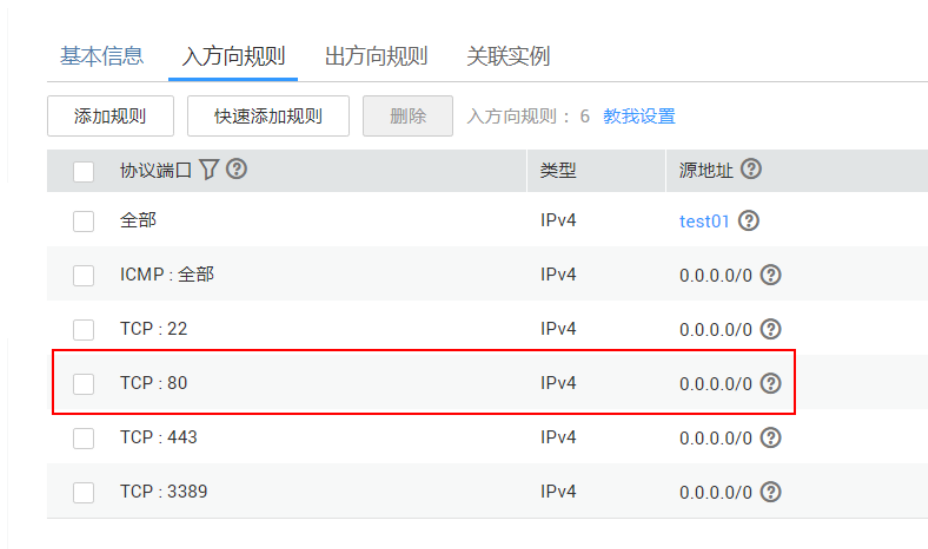 基本信息 入方向规则 出方向规则 关联实例
添加规则 快速添加规则 删除 入方向规则：6 教我设置
协议端口 类型 源地址
全部 IPv4 test01
ICMP : 全部 IPv4 0.0.0.0/0
TCP : 22 IPv4 0.0.0.0/0
TCP : 80 IPv4 0.0.0.0/0
TCP : 443 IPv4 0.0.0.0/0
TCP : 3389 IPv4 0.0.0.0/0